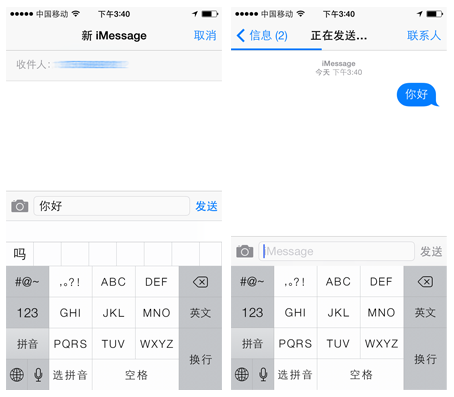 中国移动 下午3:40
新 iMessage 取消
收件人:
你好 发送
吗
#@~ ,。?! ABC DEF
123 GHI JKL MNO 英文
拼音 PQRS TUV WXYZ 换行
选拼音 空格
中国移动 下午3:40
信息 (2) 正在发送... 联系人
iMessage
今天 下午3:40
你好
iMessage 发送
#@~ ,。?! ABC DEF
123 GHI JKL MNO 英文
拼音 PQRS TUV WXYZ 换行
选拼音 空格